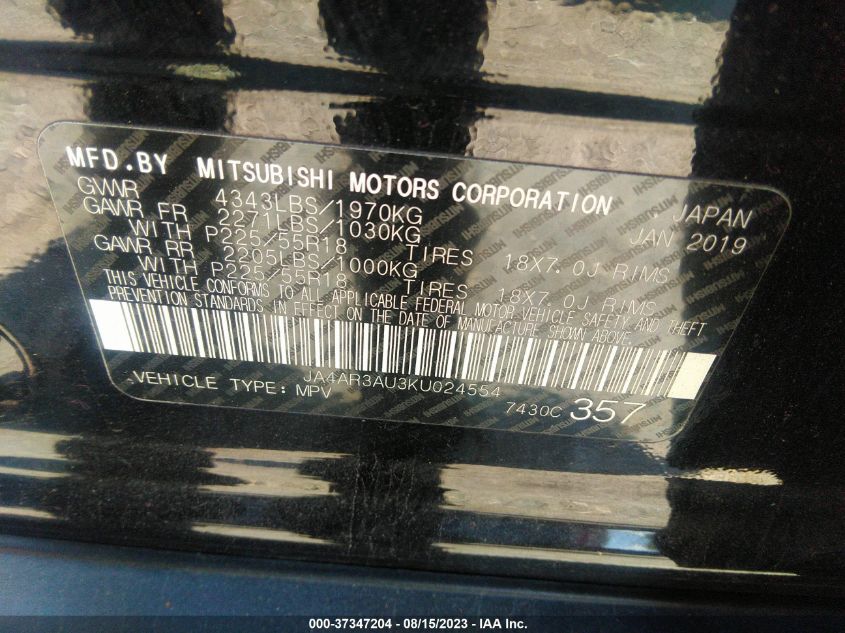 MFD.BY MITSUBISHI MOTORS CORPORATION JAPAN
GVWR 4343LBS/1970KG JAN 2019
GAWR FR 2271LBS/1030KG
WITH P225/55R18 TIRES 18X7.0J RIMS
GAWR RR 2205LBS/1000KG
WITH P225/55R18 TIRES 18X7.0J RIMS
THIS VEHICLE CONFORMS TO ALL APPLICABLE FEDERAL MOTOR VEHICLE SAFETY AND THEFT
PREVENTION STANDARDS IN EFFECT ON THE DATE OF MANUFACTURE SHOWN ABOVE.
JA4AR3AU3KU024554
VEHICLE TYPE: MPV 7430C 357
000-37347204 - 08/15/2023 - IAA Inc.